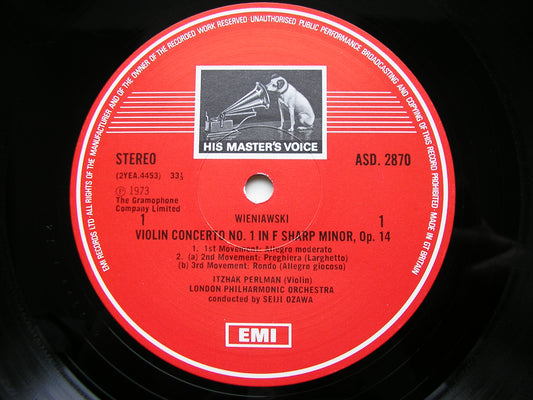 EMI RECORDS LTD ALL RIGHTS OF THE MANUFACTURER AND OF THE OWNER OF THE RECORDED WORK RESERVED · UNAUTHORISED PUBLIC PERFORMANCE BROADCASTING AND COPYING OF THIS RECORD PROHIBITED MADE IN GT BRITAIN
HIS MASTER'S VOICE
STEREO ASD. 2870
(2YEA.4453) 33⅓
Ⓟ 1973
The Gramophone
Company Limited
1 WIENIAWSKI 1
VIOLIN CONCERTO NO. 1 IN F SHARP MINOR, Op. 14
1. 1st Movement: Allegro moderato
2. (a) 2nd Movement: Preghiera (Larghetto)
(b) 3rd Movement: Rondo (Allegro giocoso)
ITZHAK PERLMAN (Violin)
LONDON PHILHARMONIC ORCHESTRA
conducted by SEIJI OZAWA
EMI